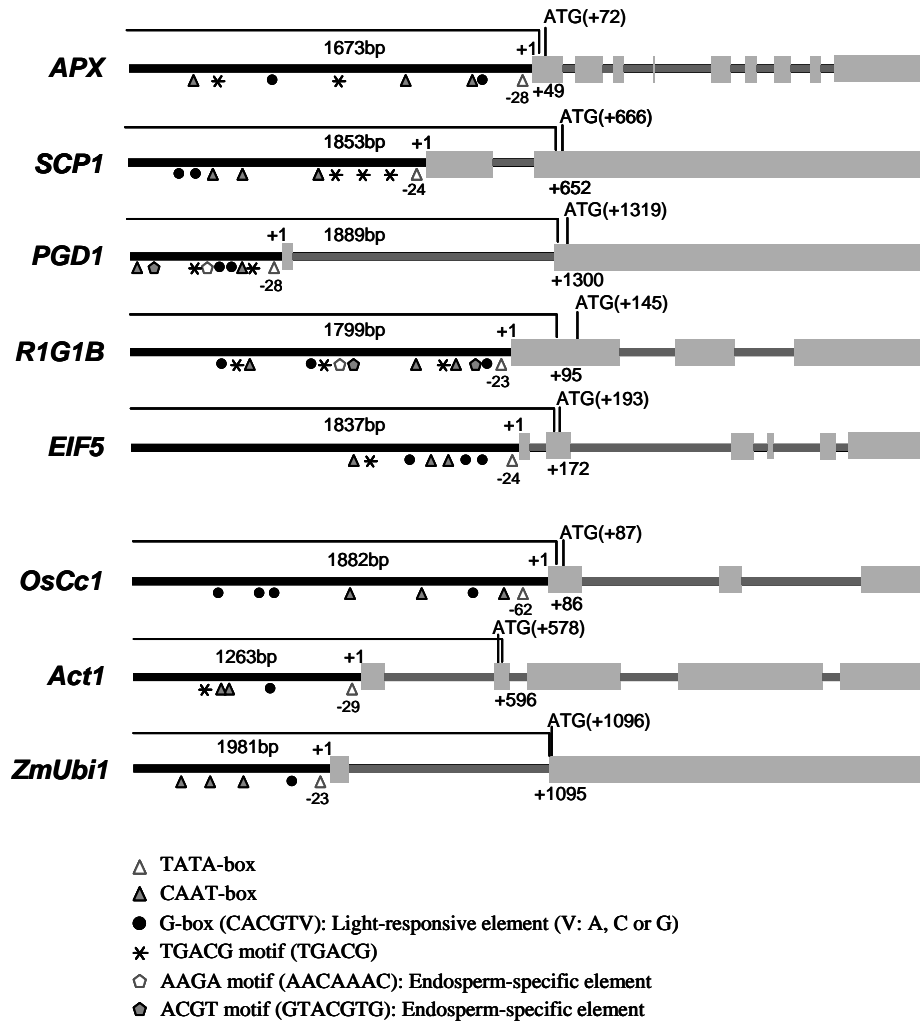 ATG(+72)
1673bp
+1
APX
-28
+49
ATG(+666)
1853bp
+1
SCP1
-24
+652
ATG(+1319)
+1
1889bp
PGD1
-28
+1300
ATG(+145)
1799bp
+1
R1G1B
-23
+95
ATG(+193)
1837bp
+1
EIF5
-24
+172
ATG(+87)
1882bp
+1
OsCc1
-62
+86
ATG(+578)
1263bp
+1
Act1
-29
+596
ATG(+1096)
1981bp
+1
ZmUbi1
-23
+1095
TATA-box
CAAT-box
G-box (CACGTV): Light-responsive element (V: A, C or G)
TGACG motif (TGACG)
AAGA motif (AACAAAC): Endosperm-specific element
ACGT motif (GTACGTG): Endosperm-specific element